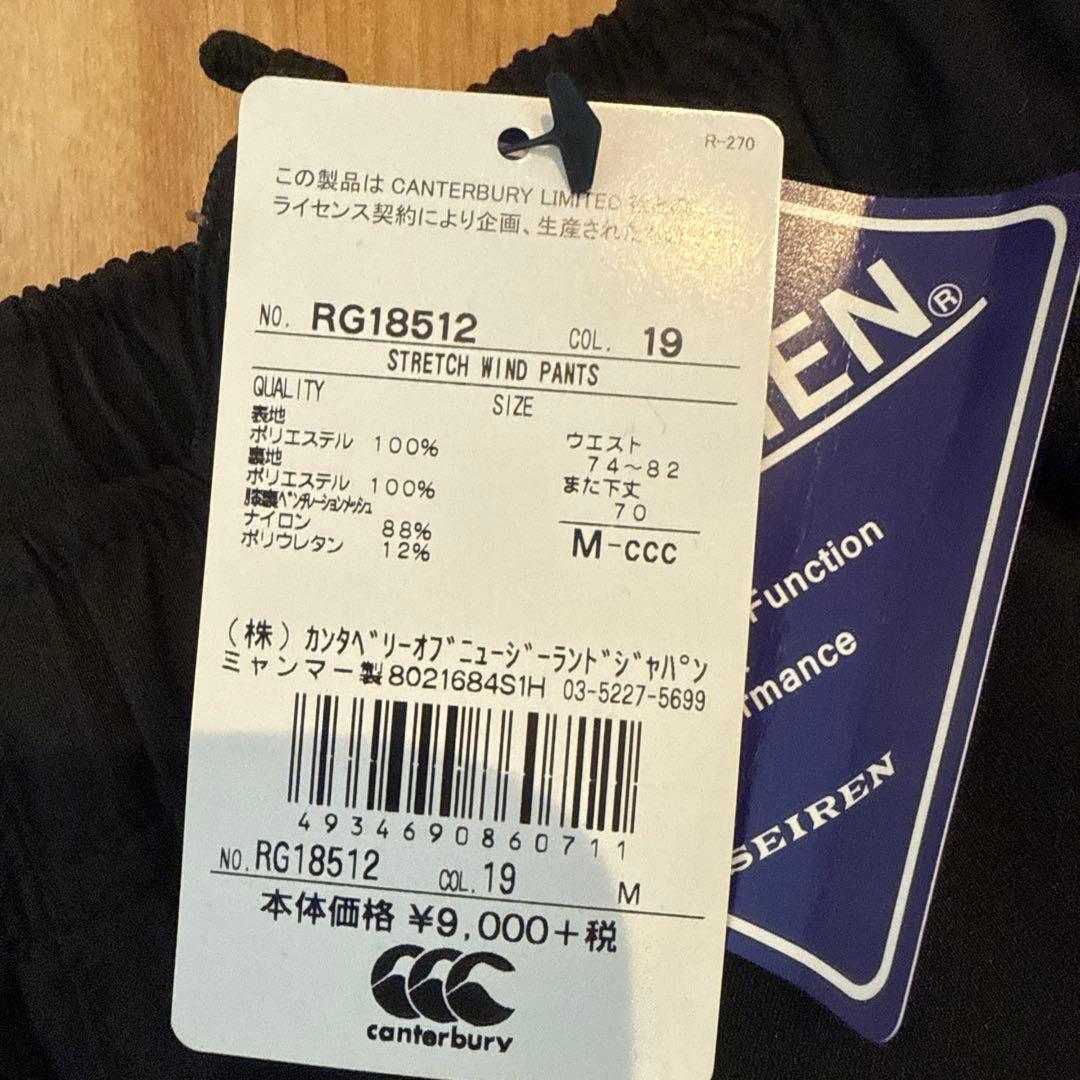 R-270
この製品は CANTERBURY LIMITED
ライセンス契約により企画、生産された
NO. RG18512 COL. 19
STRETCH WIND PANTS
QUALITY SIZE
表地
ポリエステル 100%
裏地
ポリエステル 100%
膝裏ベンチレーションメッシュ
ナイロン 88%
ポリウレタン 12%
ウエスト
74~82
また下丈
70
M-CCC
(株) カンタベリーオブニュージーランドジャパン
ミャンマー製 8021684S1H 03-5227-5699
4934690860711
NO. RG18512 COL. 19 M
本体価格 ¥9,000+税
canterbury
EN®
Function
rmance
SEIREN